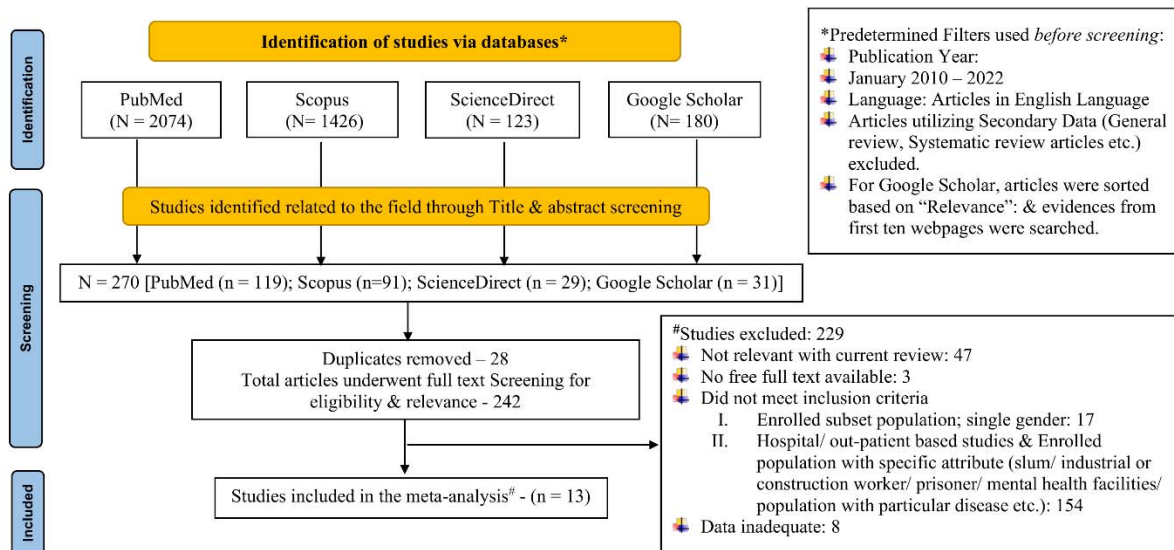 Identification
Identification of studies via databases*
PubMed
(N = 2074)
Scopus
(N= 1426)
ScienceDirect
(N = 123)
Google Scholar
(N= 180)
*Predetermined Filters used before screening:
Publication Year:
January 2010 – 2022
Language: Articles in English Language
Articles utilizing Secondary Data (General
review, Systematic review articles etc.)
excluded.
For Google Scholar, articles were sorted
based on “Relevance”: & evidences from
first ten webpages were searched.
Screening
Studies identified related to the field through Title & abstract screening
N = 270 [PubMed (n = 119); Scopus (n=91); ScienceDirect (n = 29); Google Scholar (n = 31)]
Duplicates removed – 28
Total articles underwent full text Screening for
eligibility & relevance - 242
#Studies excluded: 229
Not relevant with current review: 47
No free full text available: 3
Did not meet inclusion criteria
I. Enrolled subset population; single gender: 17
II. Hospital/ out-patient based studies & Enrolled
population with specific attribute (slum/ industrial or
construction worker/ prisoner/ mental health facilities/
population with particular disease etc.): 154
Data inadequate: 8
Included
Studies included in the meta-analysis# - (n = 13)